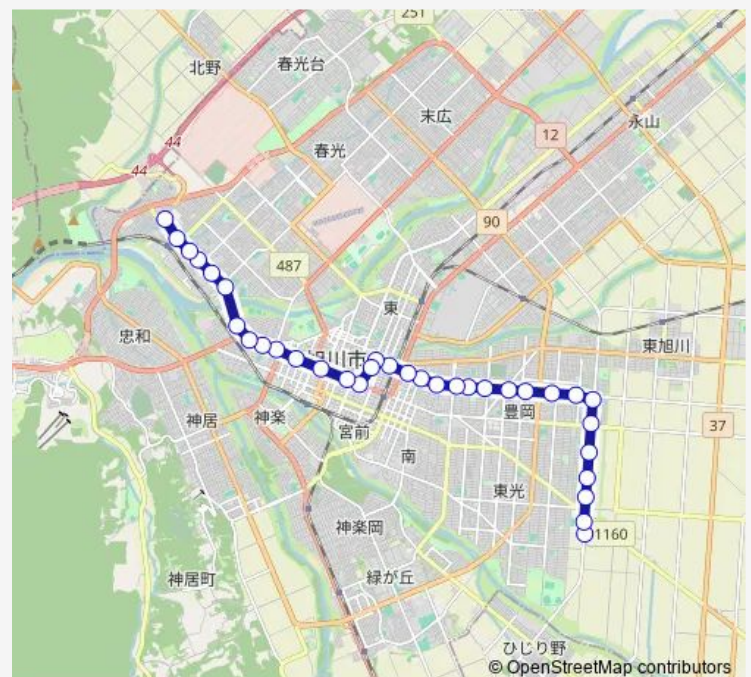 251
北野
春光台
末広
12
永山
春光
44
44
90
487
東
忠和
旭川市
東旭川
神居
神楽
宮前
豊岡
37
南
東光
神楽岡
1160
神居町
緑が丘
ひじり野
© OpenStreetMap contributors